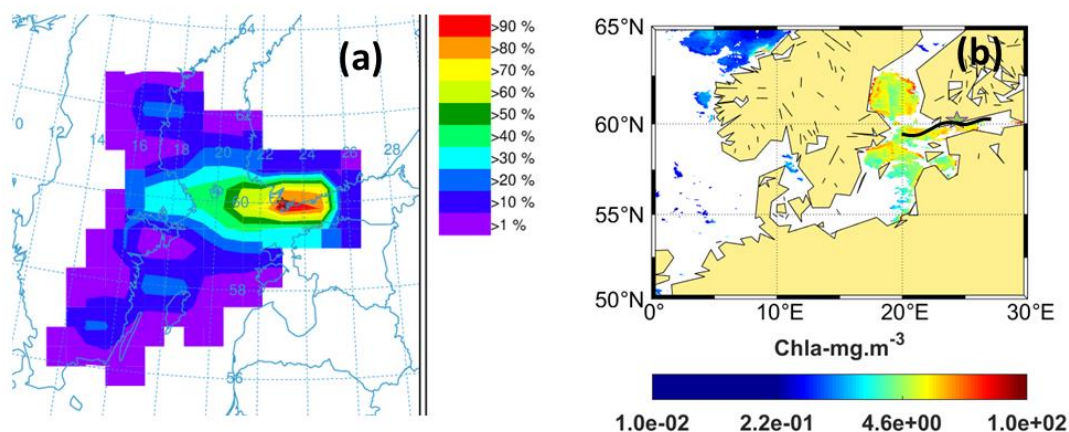 (a)
64
62
0
12
14
16
18
20
22
24
26
28
60
58
56
>90 %
>80 %
>70 %
>60 %
>50 %
>40 %
>30 %
>20 %
>10 %
>1 %
(b)
65°N
60°N
55°N
50°N
0°
10°E
20°E
30°E
Chla-mg.m⁻³
1.0e-02
2.2e-01
4.6e+00
1.0e+02